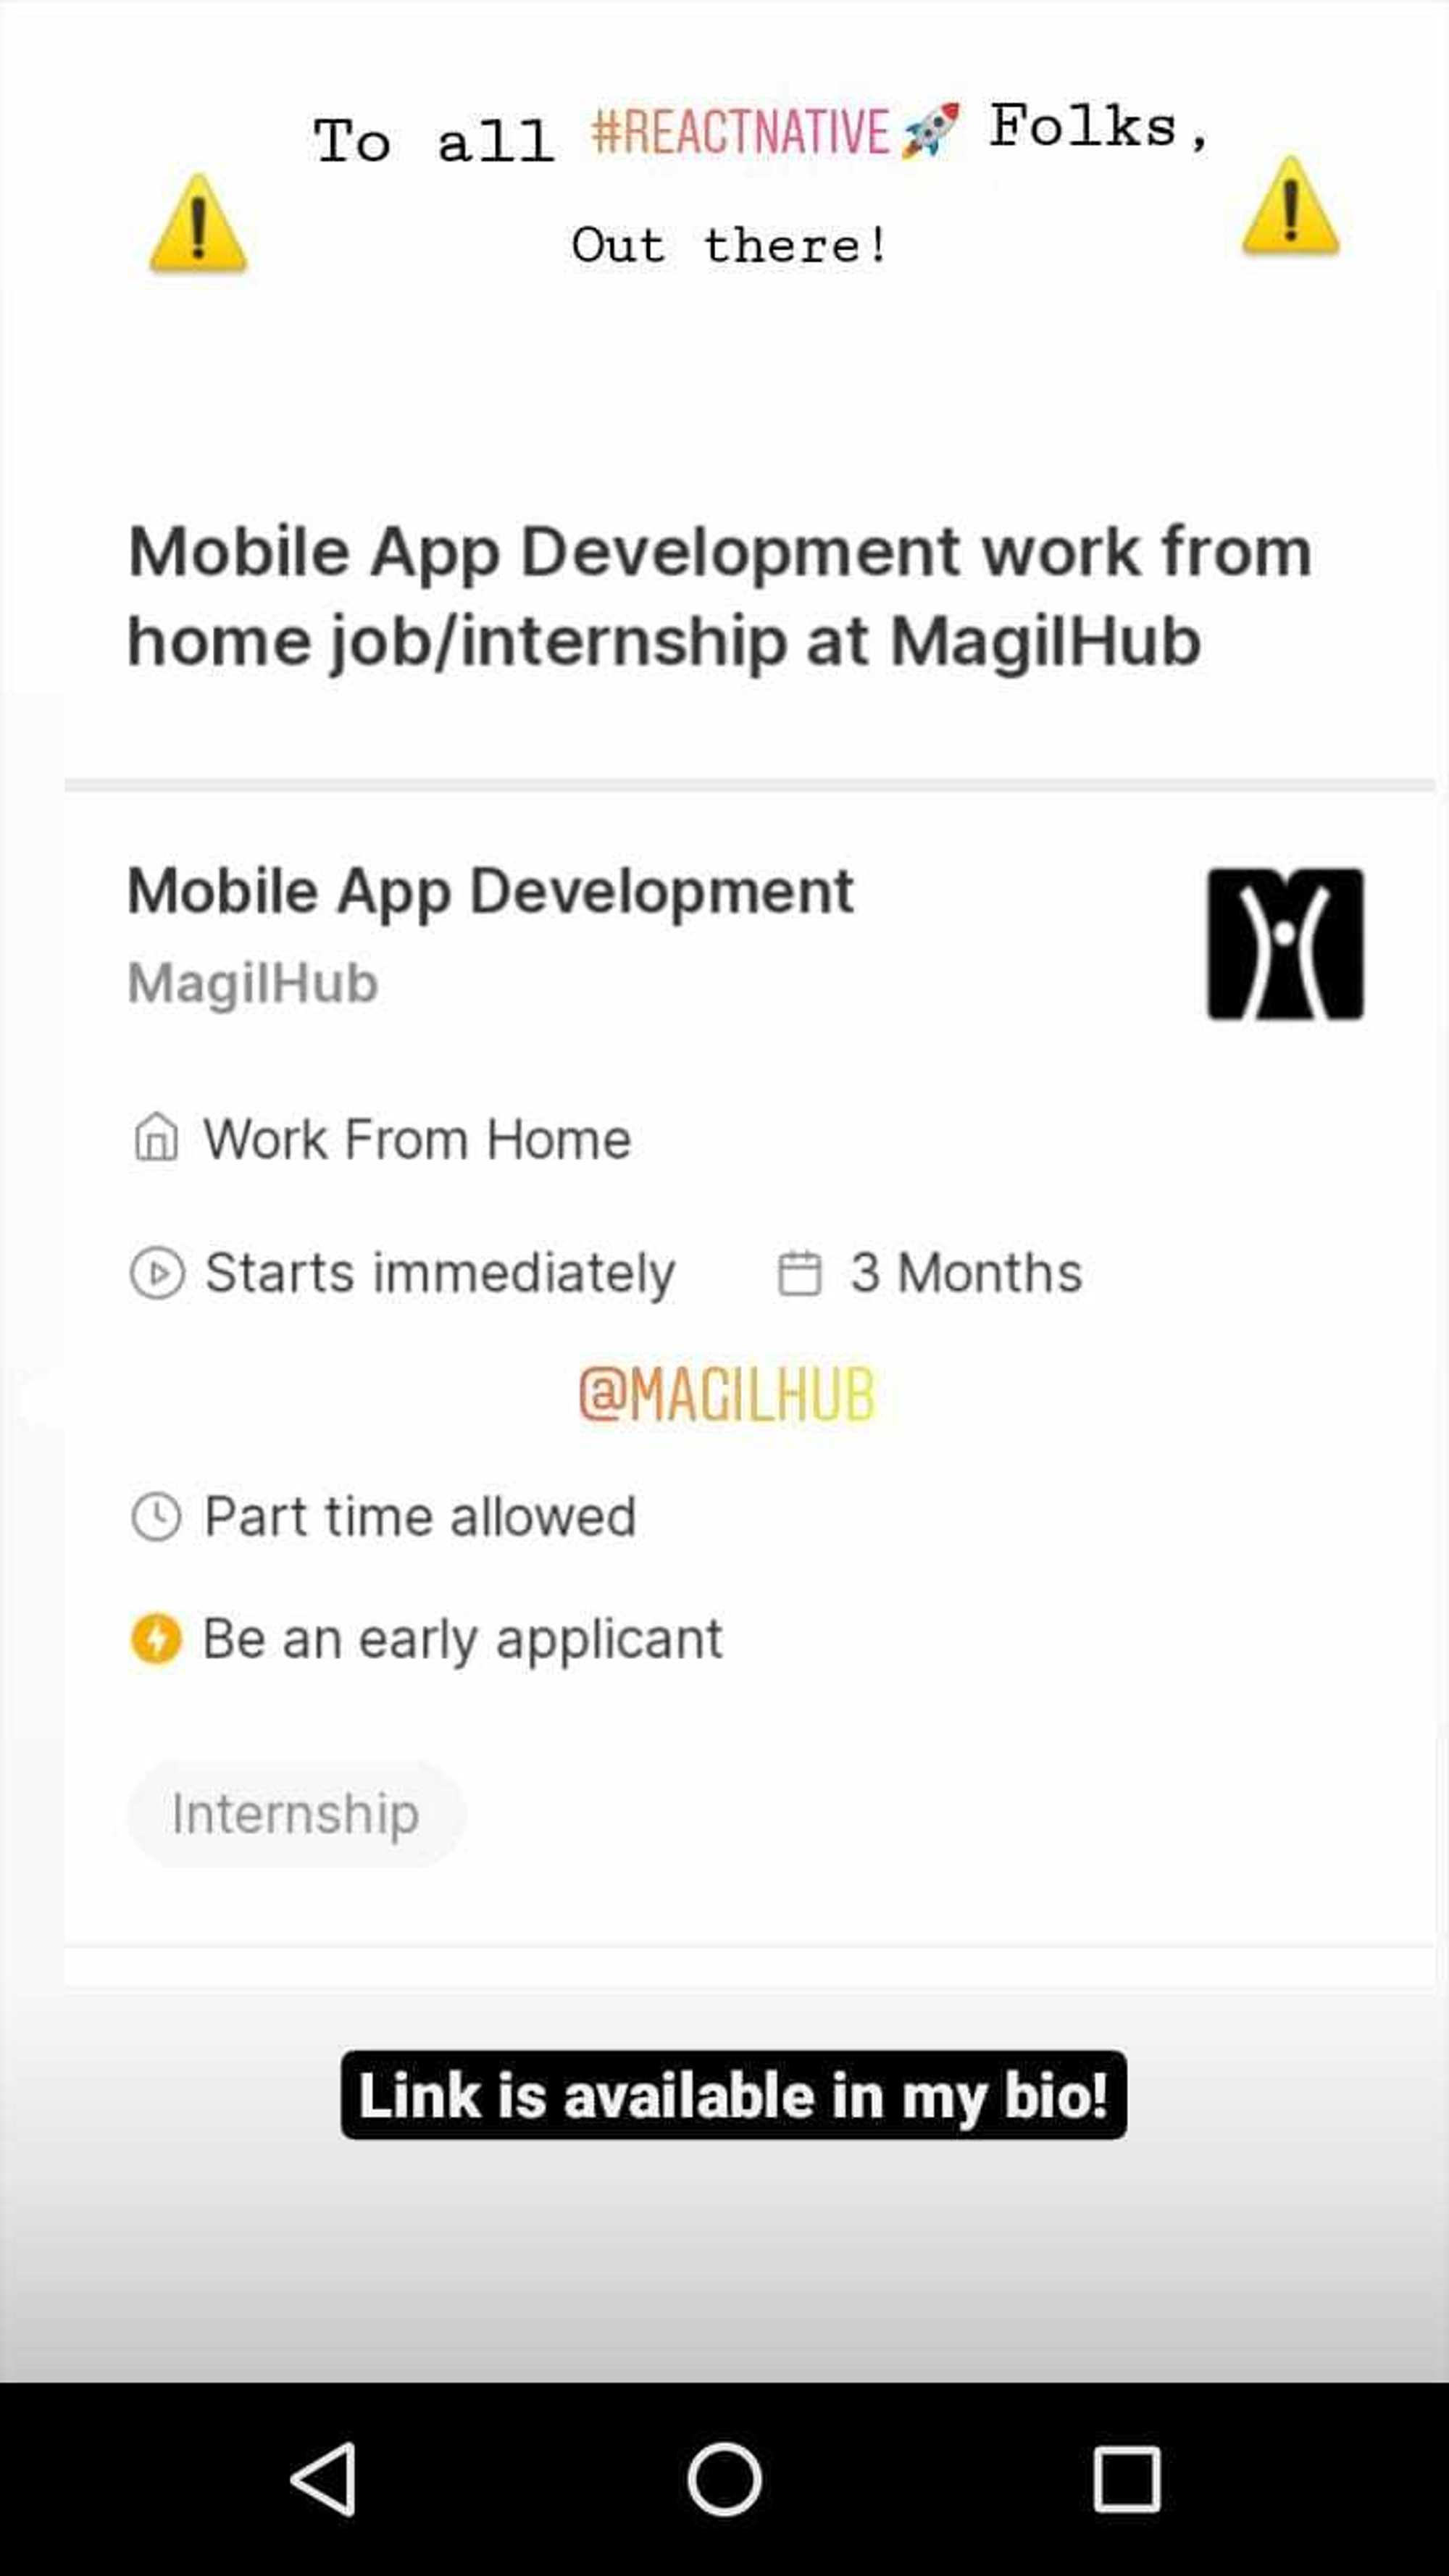 To all #REACTNATIVE🚀 Folks,
Out there!
Mobile App Development work from
home job/internship at MagilHub
Mobile App Development
MagilHub
Work From Home
Starts immediately 3 Months
@MAGILHUB
Part time allowed
Be an early applicant
Internship
Link is available in my bio!